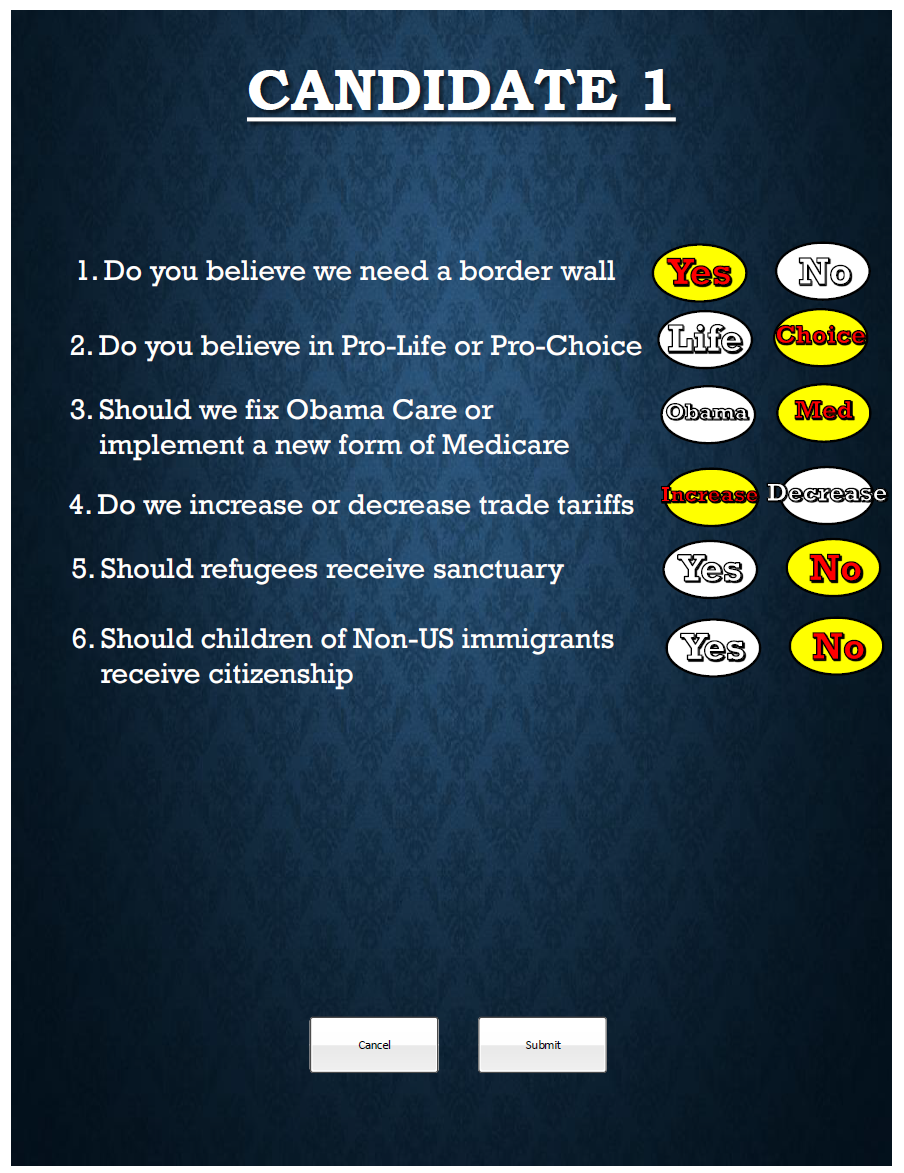 CANDIDATE 1
1. Do you believe we need a border wall Yes No
2. Do you believe in Pro-Life or Pro-Choice Life Choice
3. Should we fix Obama Care or
implement a new form of Medicare Obama Med
4. Do we increase or decrease trade tariffs Increase Decrease
5. Should refugees receive sanctuary Yes No
6. Should children of Non-US immigrants
receive citizenship Yes No
Cancel Submit